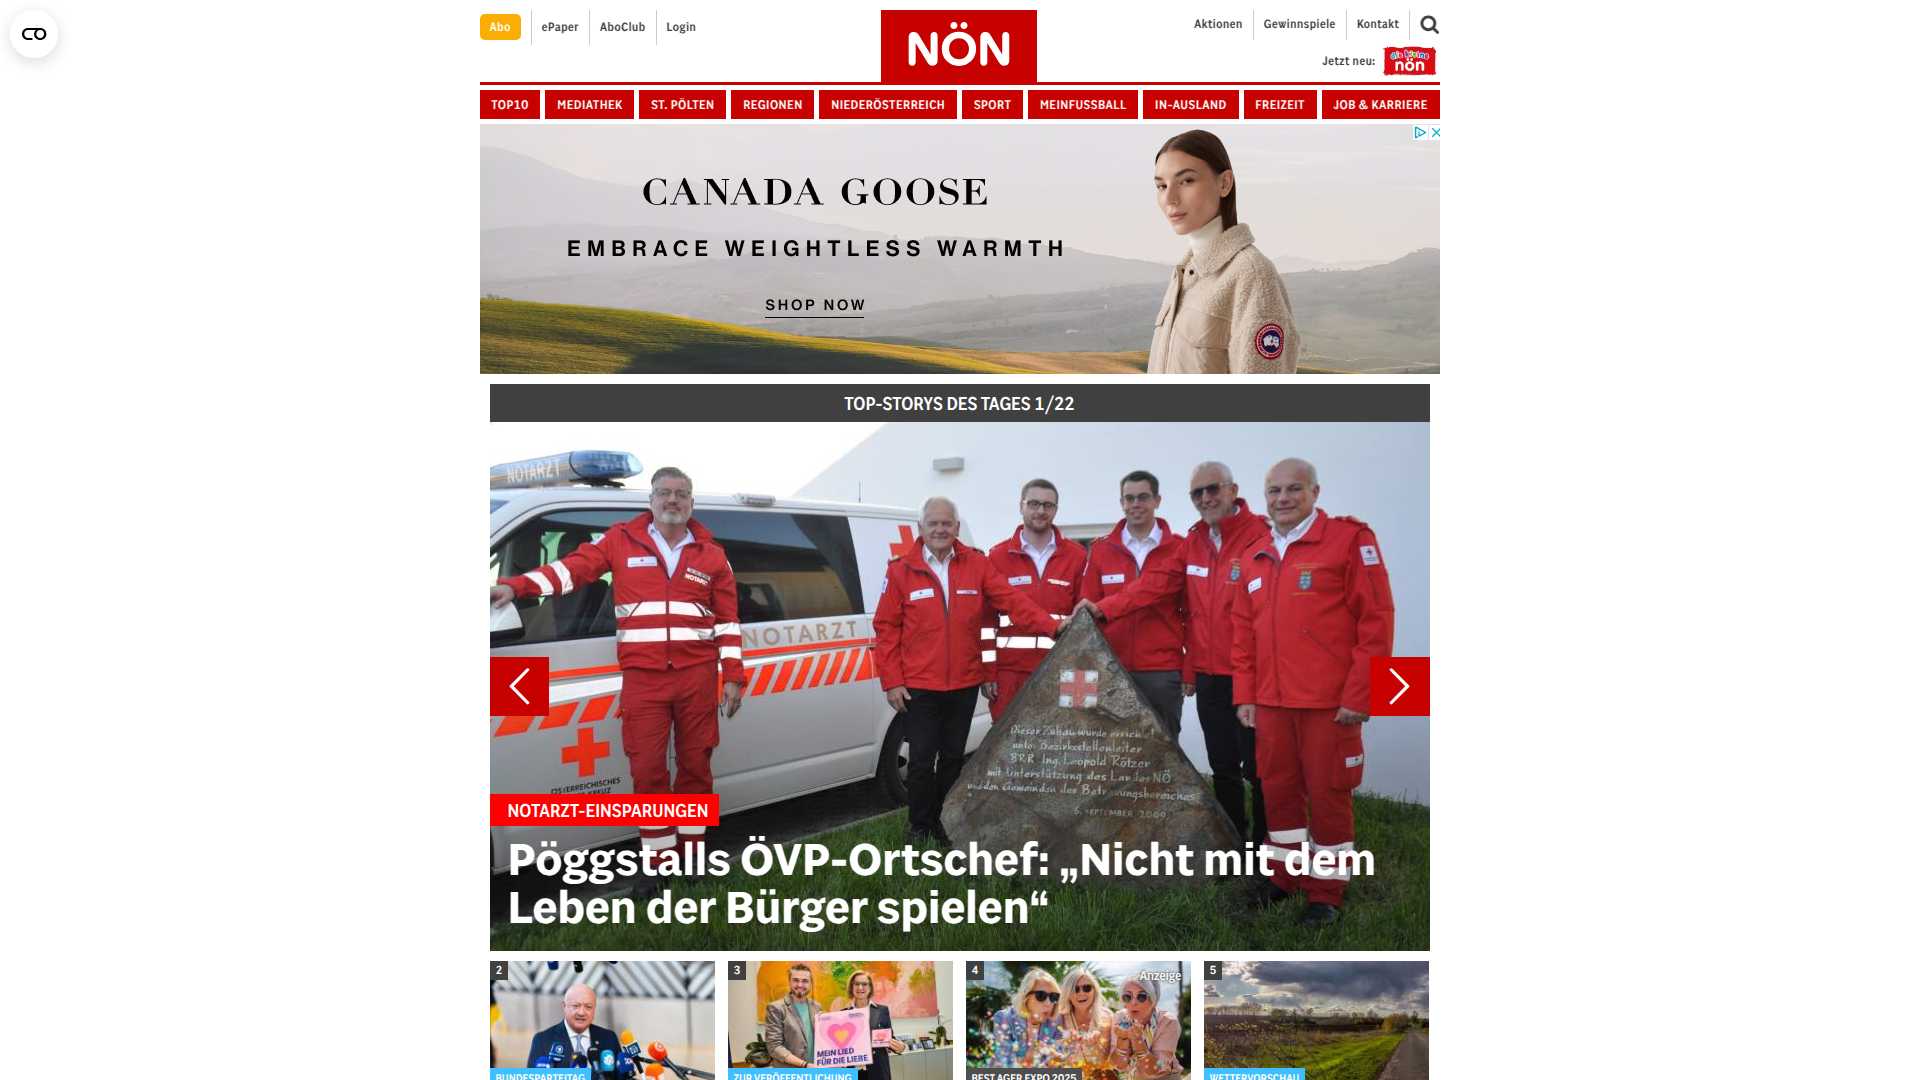 Abo
ePaper
AboClub
Login
NÖN
Aktionen
Gewinnspiele
Kontakt
Jetzt neu:
die kleine
nön
TOP10
MEDIATHEK
ST. PÖLTEN
REGIONEN
NIEDERÖSTERREICH
SPORT
MEINFUSSBALL
IN-AUSLAND
FREIZEIT
JOB & KARRIERE
CANADA GOOSE
EMBRACE WEIGHTLESS WARMTH
SHOP NOW
TOP-STORYS DES TAGES 1/22
NOTARZT
NOTARZT
Dieser Zubau wurde
unter Bezirksstellenleiter
BRR Ing. Leopold Rötzer
mit Unterstützung des Landes NÖ
und den Gemeinden des Betreuungsbereiches
6. SEPTEMBER 2009
NOTARZT-EINSPARUNGEN
Pöggstalls ÖVP-Ortschef: „Nicht mit dem
Leben der Bürger spielen“
2
BUNDESPARTEITAG
3
MEIN LIED
FÜR DIE LIEBE
ZUR VERÖFFENTLICHUNG
4
Anzeige
BEST AGER EXPO 2025
5
WETTERVORSCHAU